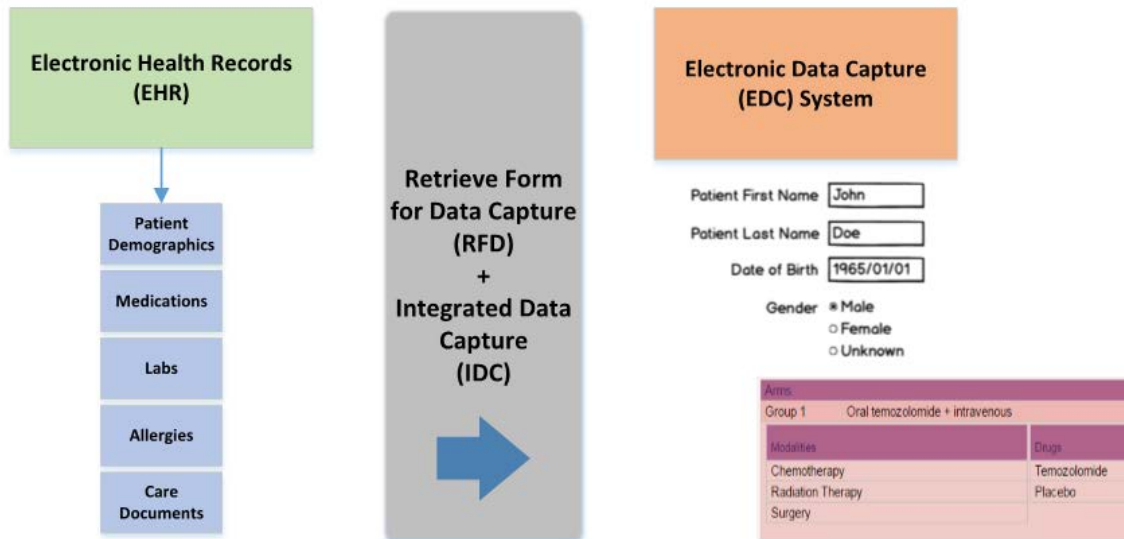 Electronic Health Records
(EHR)
Patient
Demographics
Medications
Labs
Allergies
Care
Documents
Retrieve Form
for Data Capture
(RFD)
+
Integrated Data
Capture
(IDC)
Electronic Data Capture
(EDC) System
Patient First Name John
Patient Last Name Doe
Date of Birth 1965/01/01
Gender Male
Female
Unknown
Arms
Group 1 Oral temozolomide + intravenous
Modalities Drugs
Chemotherapy Temozolomide
Radiation Therapy Placebo
Surgery